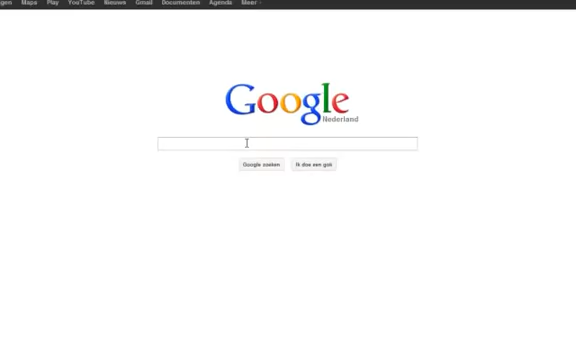 gen Maps Play YouTube Nieuws Gmail Documenten Agenda Meer
Google
Nederland
Google zoeken Ik doe een gok